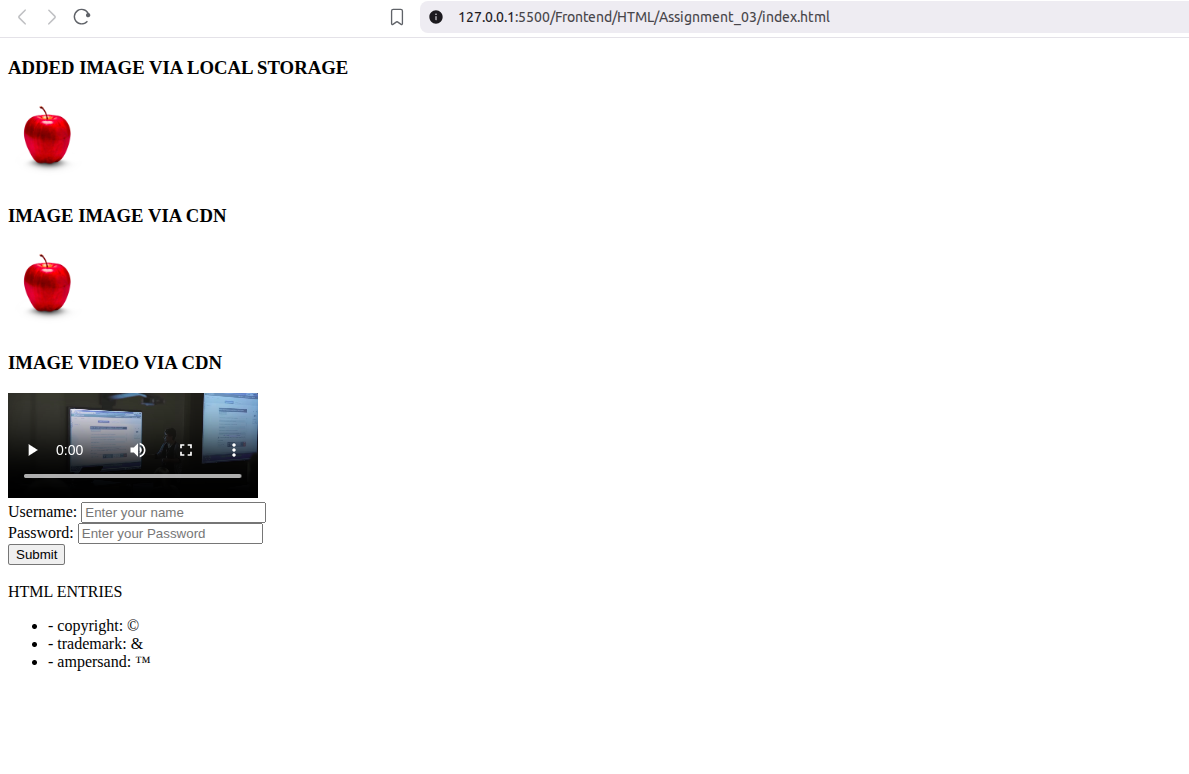 127.0.0.1:5500/Frontend/HTML/Assignment_03/index.html
ADDED IMAGE VIA LOCAL STORAGE
IMAGE IMAGE VIA CDN
IMAGE VIDEO VIA CDN
0:00
Username: Enter your name
Password: Enter your Password
Submit
HTML ENTRIES
- copyright: ©
- trademark: &
- ampersand: ™